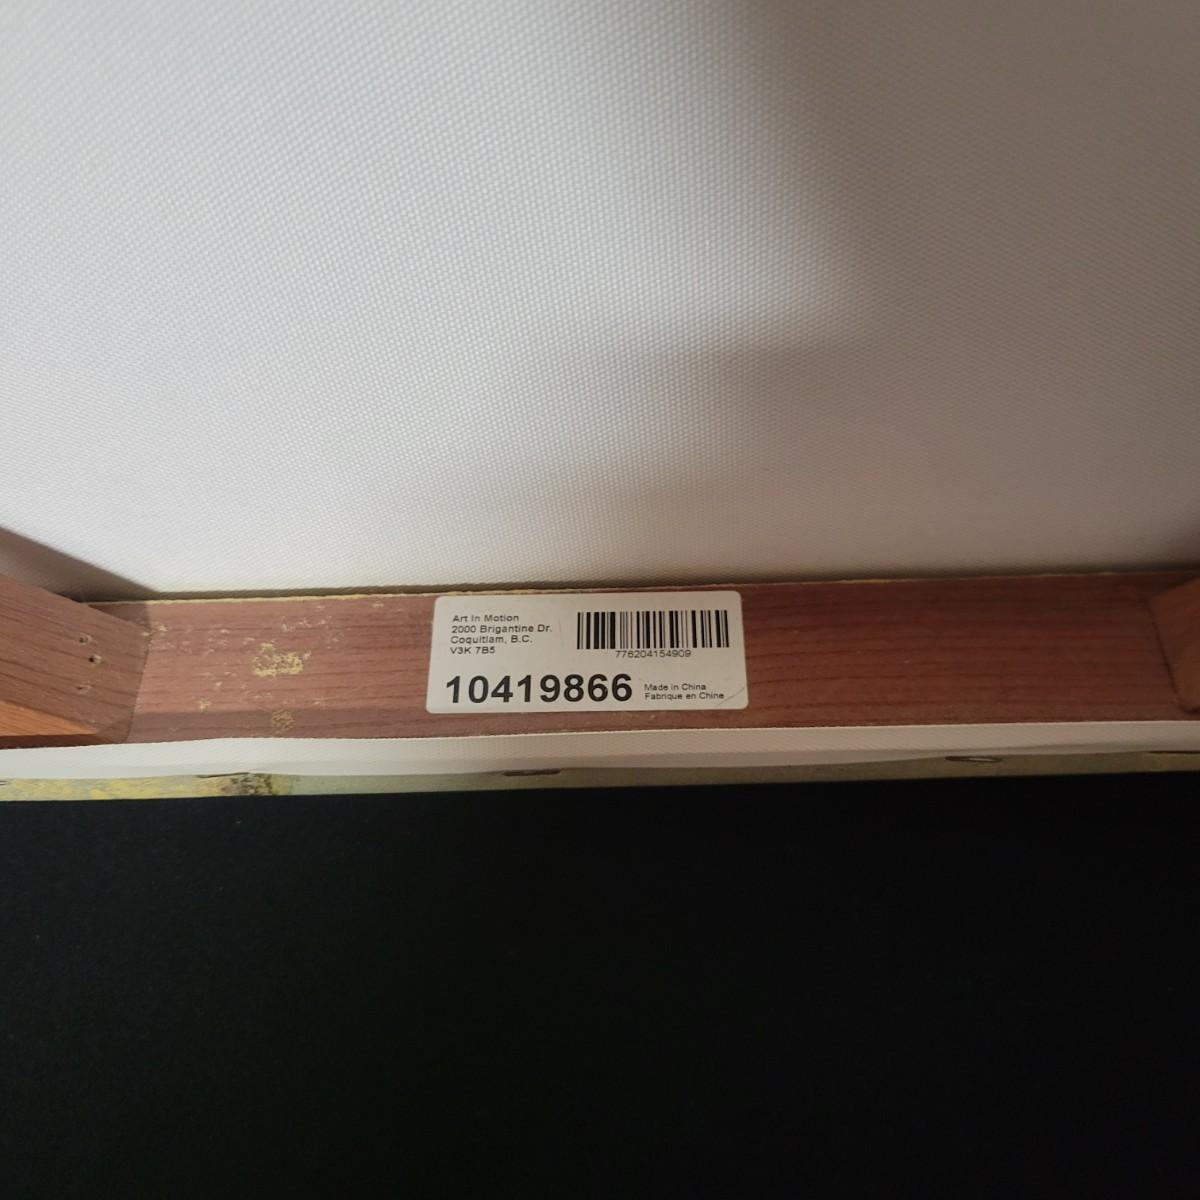 Art In Motion
2000 Brigantine Dr.
Coquitlam, B.C.
V3K 7B5
776204154909
10419866
Made in China
Fabrique en Chine